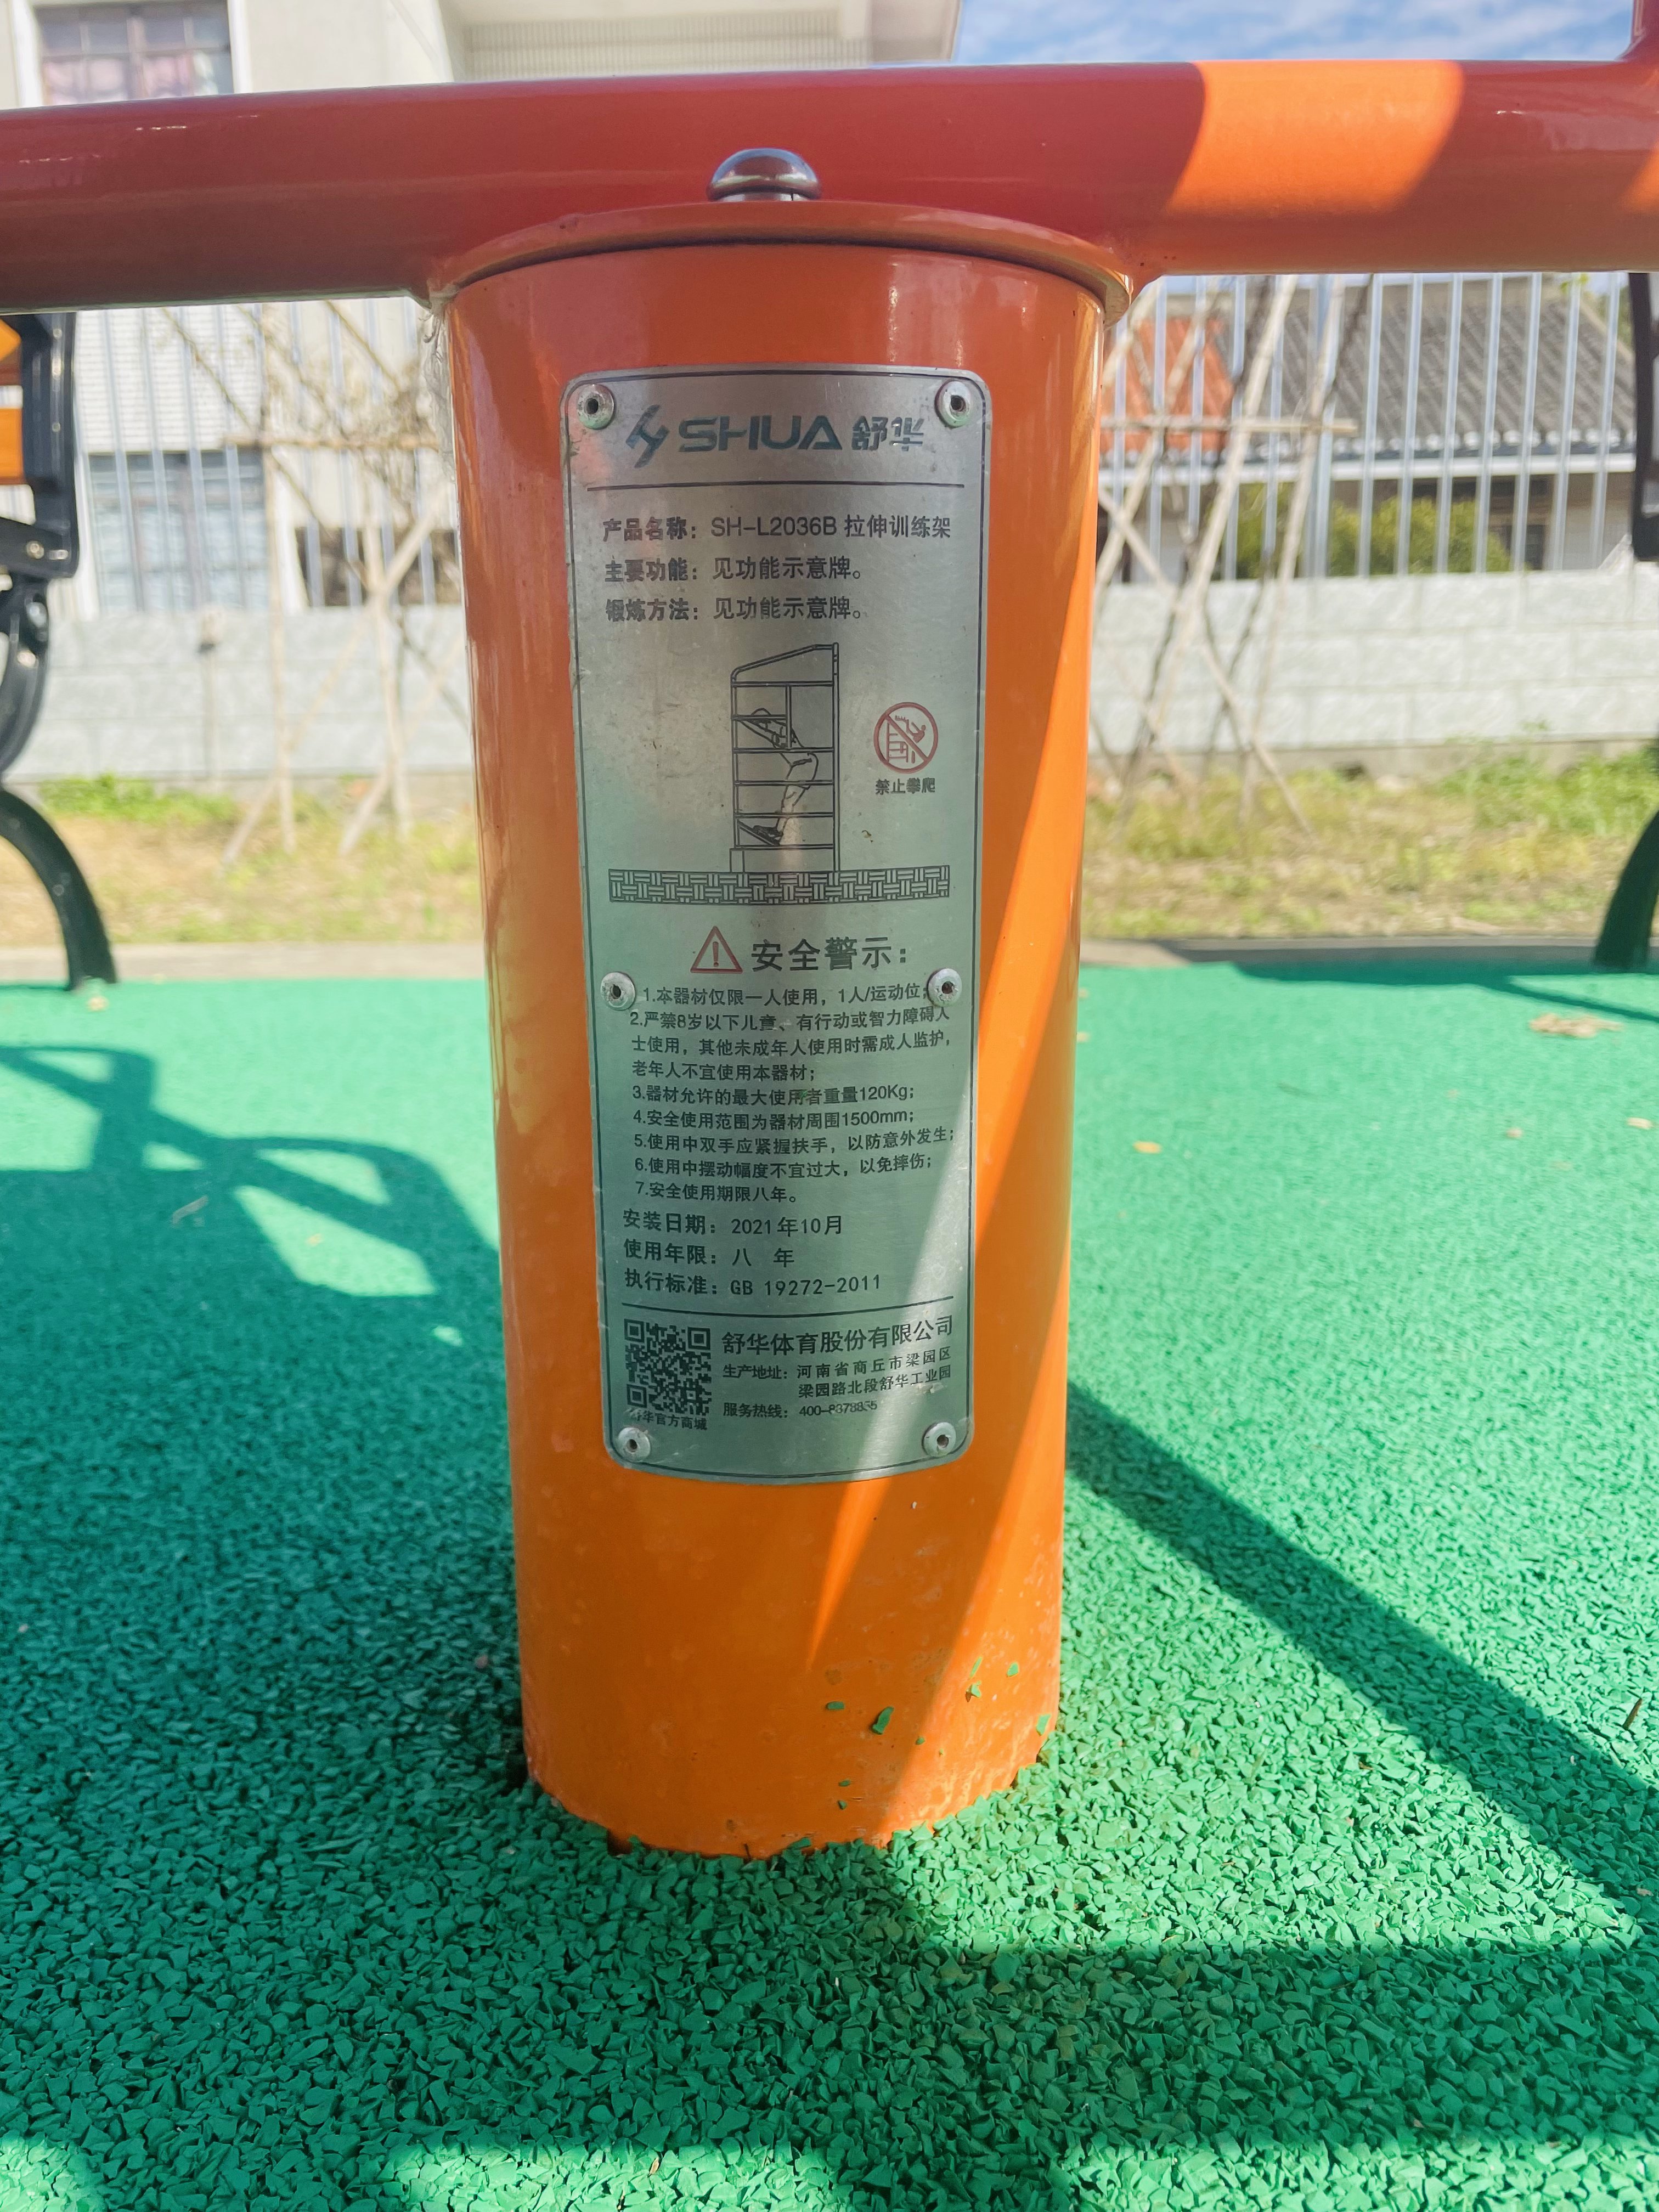 SHUA 舒华
产品名称：SH-L2036B 拉伸训练架
主要功能：见功能示意牌。
锻炼方法：见功能示意牌。
禁止攀爬
安全警示：
1.本器材仅限一人使用，1人/运动位；
2.严禁8岁以下儿童、有行动或智力障碍人
士使用，其他未成年人使用时需成人监护，
老年人不宜使用本器材；
3.器材允许的最大使用者重量120Kg；
4.安全使用范围为器材周围1500mm；
5.使用中双手应紧握扶手，以防意外发生；
6.使用中摆动幅度不宜过大，以免摔伤；
7.安全使用期限八年。
安装日期：2021年10月
使用年限：八 年
执行标准：GB 19272-2011
舒华体育股份有限公司
生产地址：河南省商丘市梁园区
梁园路北段舒华工业园
服务热线：400-8878835
舒华官方商城